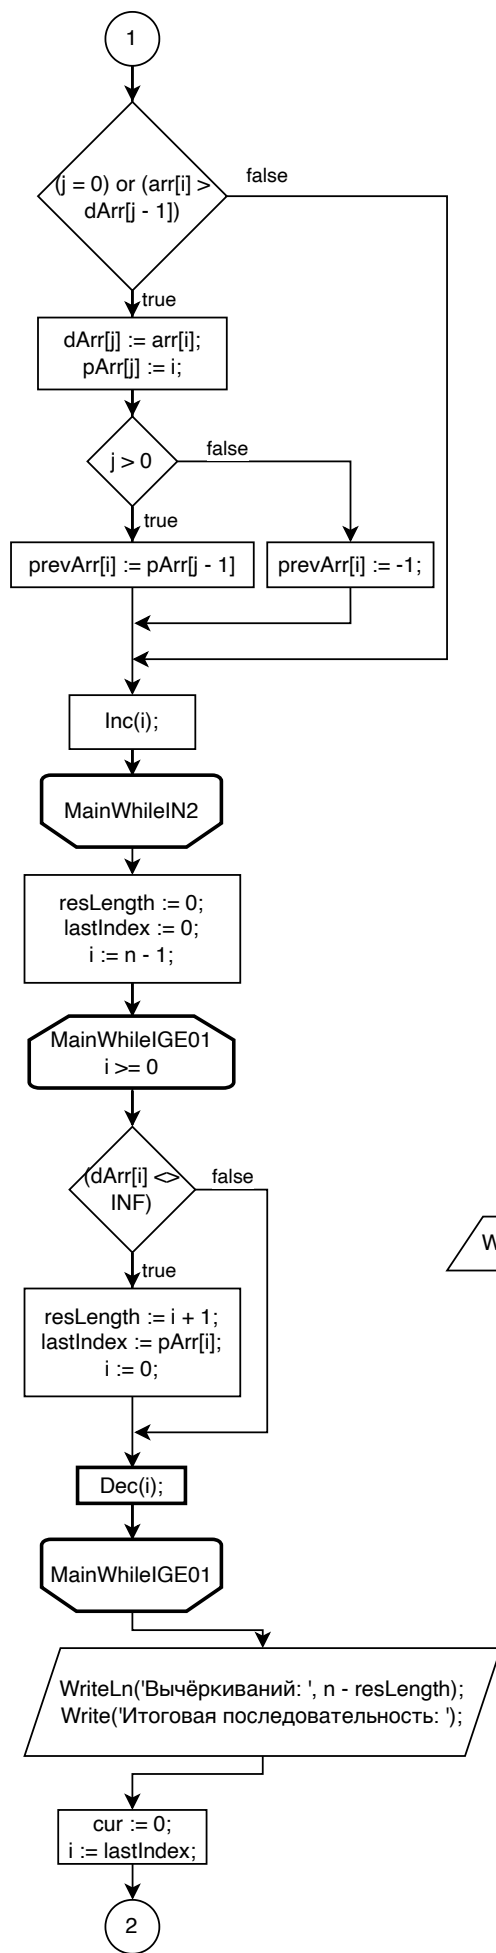 1
(j = 0) or (arr[i] >
dArr[j - 1])
false
true
dArr[j] := arr[i];
pArr[j] := i;
j > 0
false
true
prevArr[i] := pArr[j - 1]
prevArr[i] := -1;
Inc(i);
MainWhileIN2
resLength := 0;
lastIndex := 0;
i := n - 1;
MainWhileIGE01
i >= 0
(dArr[i] <>
INF)
false
true
W
resLength := i + 1;
lastIndex := pArr[i];
i := 0;
Dec(i);
MainWhileIGE01
WriteLn('Вычёркиваний: ', n - resLength);
Write('Итоговая последовательность: ');
cur := 0;
i := lastIndex;
2